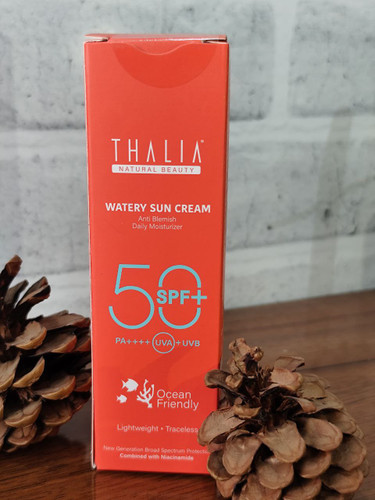 THALIA™
NATURAL BEAUTY
WATERY SUN CREAM
Anti Blemish
Daily Moisturizer
50 SPF+
PA++++ UVA + UVB
Ocean
Friendly
Lightweight • Traceless
New Generation Broad Spectrum Protection
Combined with Niacinamide